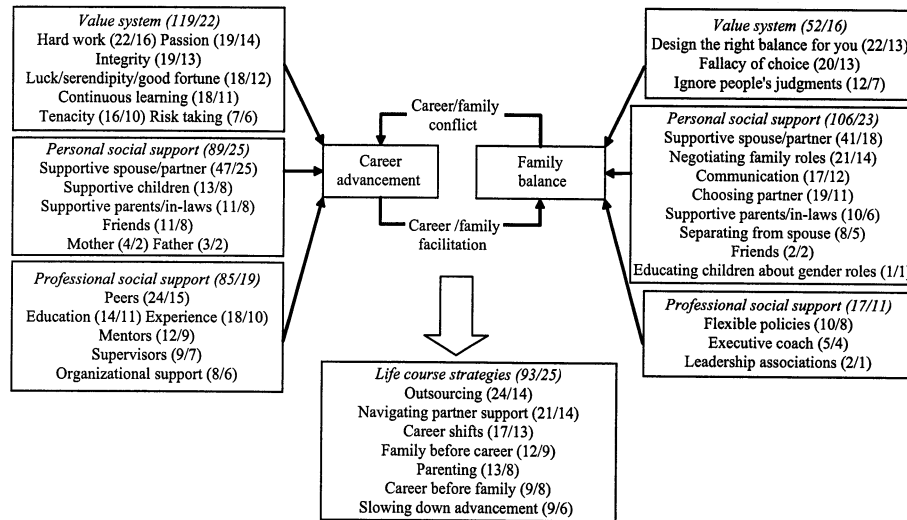 Value system (119/22)
Hard work (22/16) Passion (19/14)
Integrity (19/13)
Luck/serendipity/good fortune (18/12)
Continuous learning (18/11)
Tenacity (16/10) Risk taking (7/6)
Personal social support (89/25)
Supportive spouse/partner (47/25)
Supportive children (13/8)
Supportive parents/in-laws (11/8)
Friends (11/8)
Mother (4/2) Father (3/2)
Professional social support (85/19)
Peers (24/15)
Education (14/11) Experience (18/10)
Mentors (12/9)
Supervisors (9/7)
Organizational support (8/6)
Career/family
conflict
Career
advancement
Family
balance
Career /family
facilitation
Value system (52/16)
Design the right balance for you (22/13)
Fallacy of choice (20/13)
Ignore people's judgments (12/7)
Personal social support (106/23)
Supportive spouse/partner (41/18)
Negotiating family roles (21/14)
Communication (17/12)
Choosing partner (19/11)
Supportive parents/in-laws (10/6)
Separating from spouse (8/5)
Friends (2/2)
Educating children about gender roles (1/1)
Professional social support (17/11)
Flexible policies (10/8)
Executive coach (5/4)
Leadership associations (2/1)
Life course strategies (93/25)
Outsourcing (24/14)
Navigating partner support (21/14)
Career shifts (17/13)
Family before career (12/9)
Parenting (13/8)
Career before family (9/8)
Slowing down advancement (9/6)